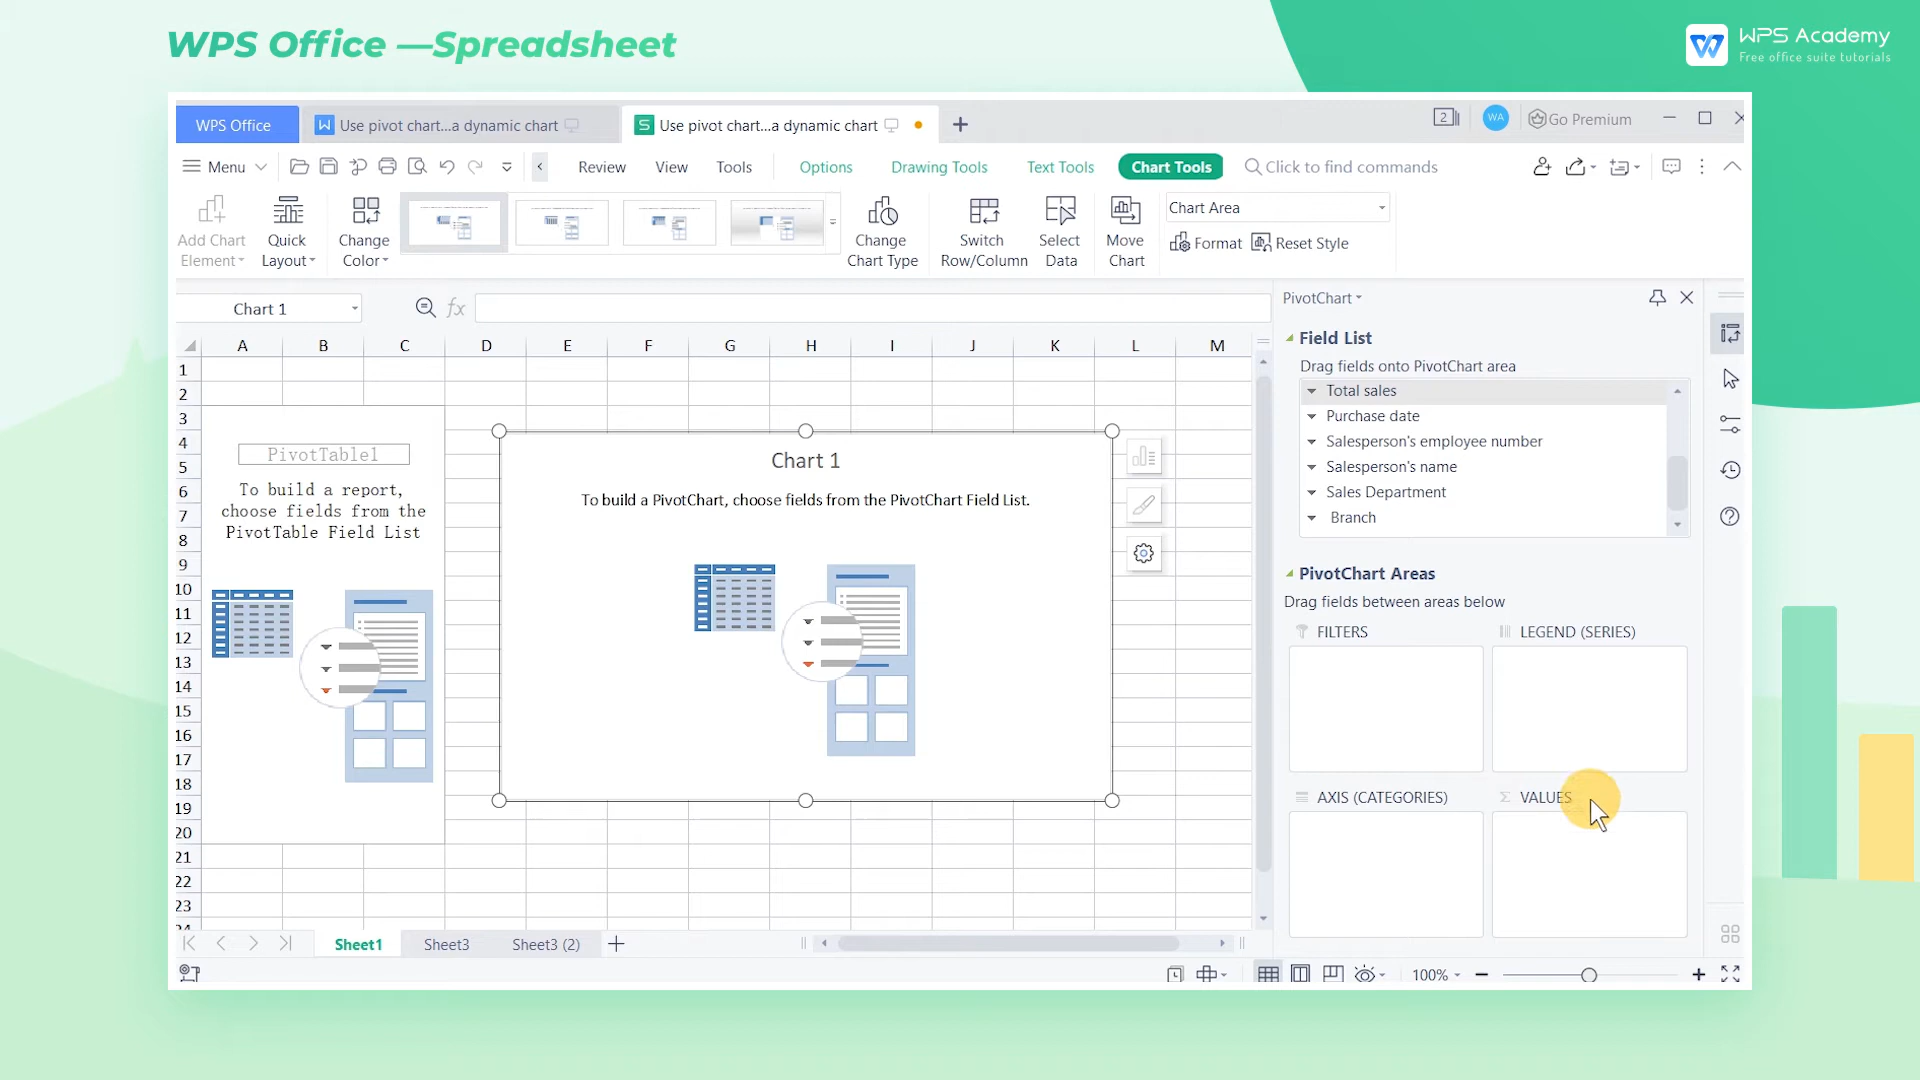 WPS Office —Spreadsheet
WPS Academy
Free office suite tutorials
WPS Office
Use pivot chart...a dynamic chart
Use pivot chart...a dynamic chart
2
WA
Go Premium
Menu
Review
View
Tools
Options
Drawing Tools
Text Tools
Chart Tools
Click to find commands
Add Chart
Element
Quick
Layout
Change
Color
Change
Chart Type
Switch
Row/Column
Select
Data
Move
Chart
Chart Area
Format
Reset Style
Chart 1
fx
A B C D E F G H I J K L M
1
2
3
4
5
6
7
8
9
10
11
12
13
14
15
16
17
18
19
20
21
22
23
24
PivotTable1
To build a report,
choose fields from the
PivotTable Field List
Chart 1
To build a PivotChart, choose fields from the PivotChart Field List.
PivotChart
Field List
Drag fields onto PivotChart area
Total sales
Purchase date
Salesperson's employee number
Salesperson's name
Sales Department
Branch
PivotChart Areas
Drag fields between areas below
FILTERS
LEGEND (SERIES)
AXIS (CATEGORIES)
Σ VALUES
Sheet1
Sheet3
Sheet3 (2)
100%